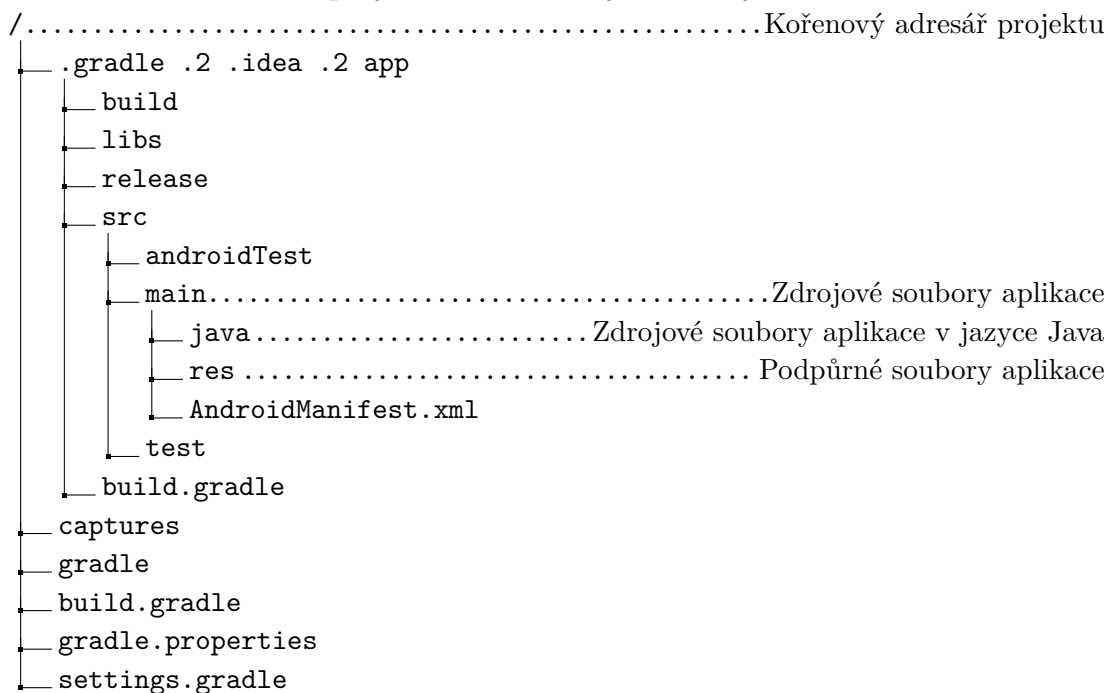 /.......................................................Kořenový adresář projektu
.gradle .2 .idea .2 app
build
libs
release
src
androidTest
main..........................................Zdrojové soubory aplikace
java.........................Zdrojové soubory aplikace v jazyce Java
res ...................................... Podpůrné soubory aplikace
AndroidManifest.xml
test
build.gradle
captures
gradle
build.gradle
gradle.properties
settings.gradle